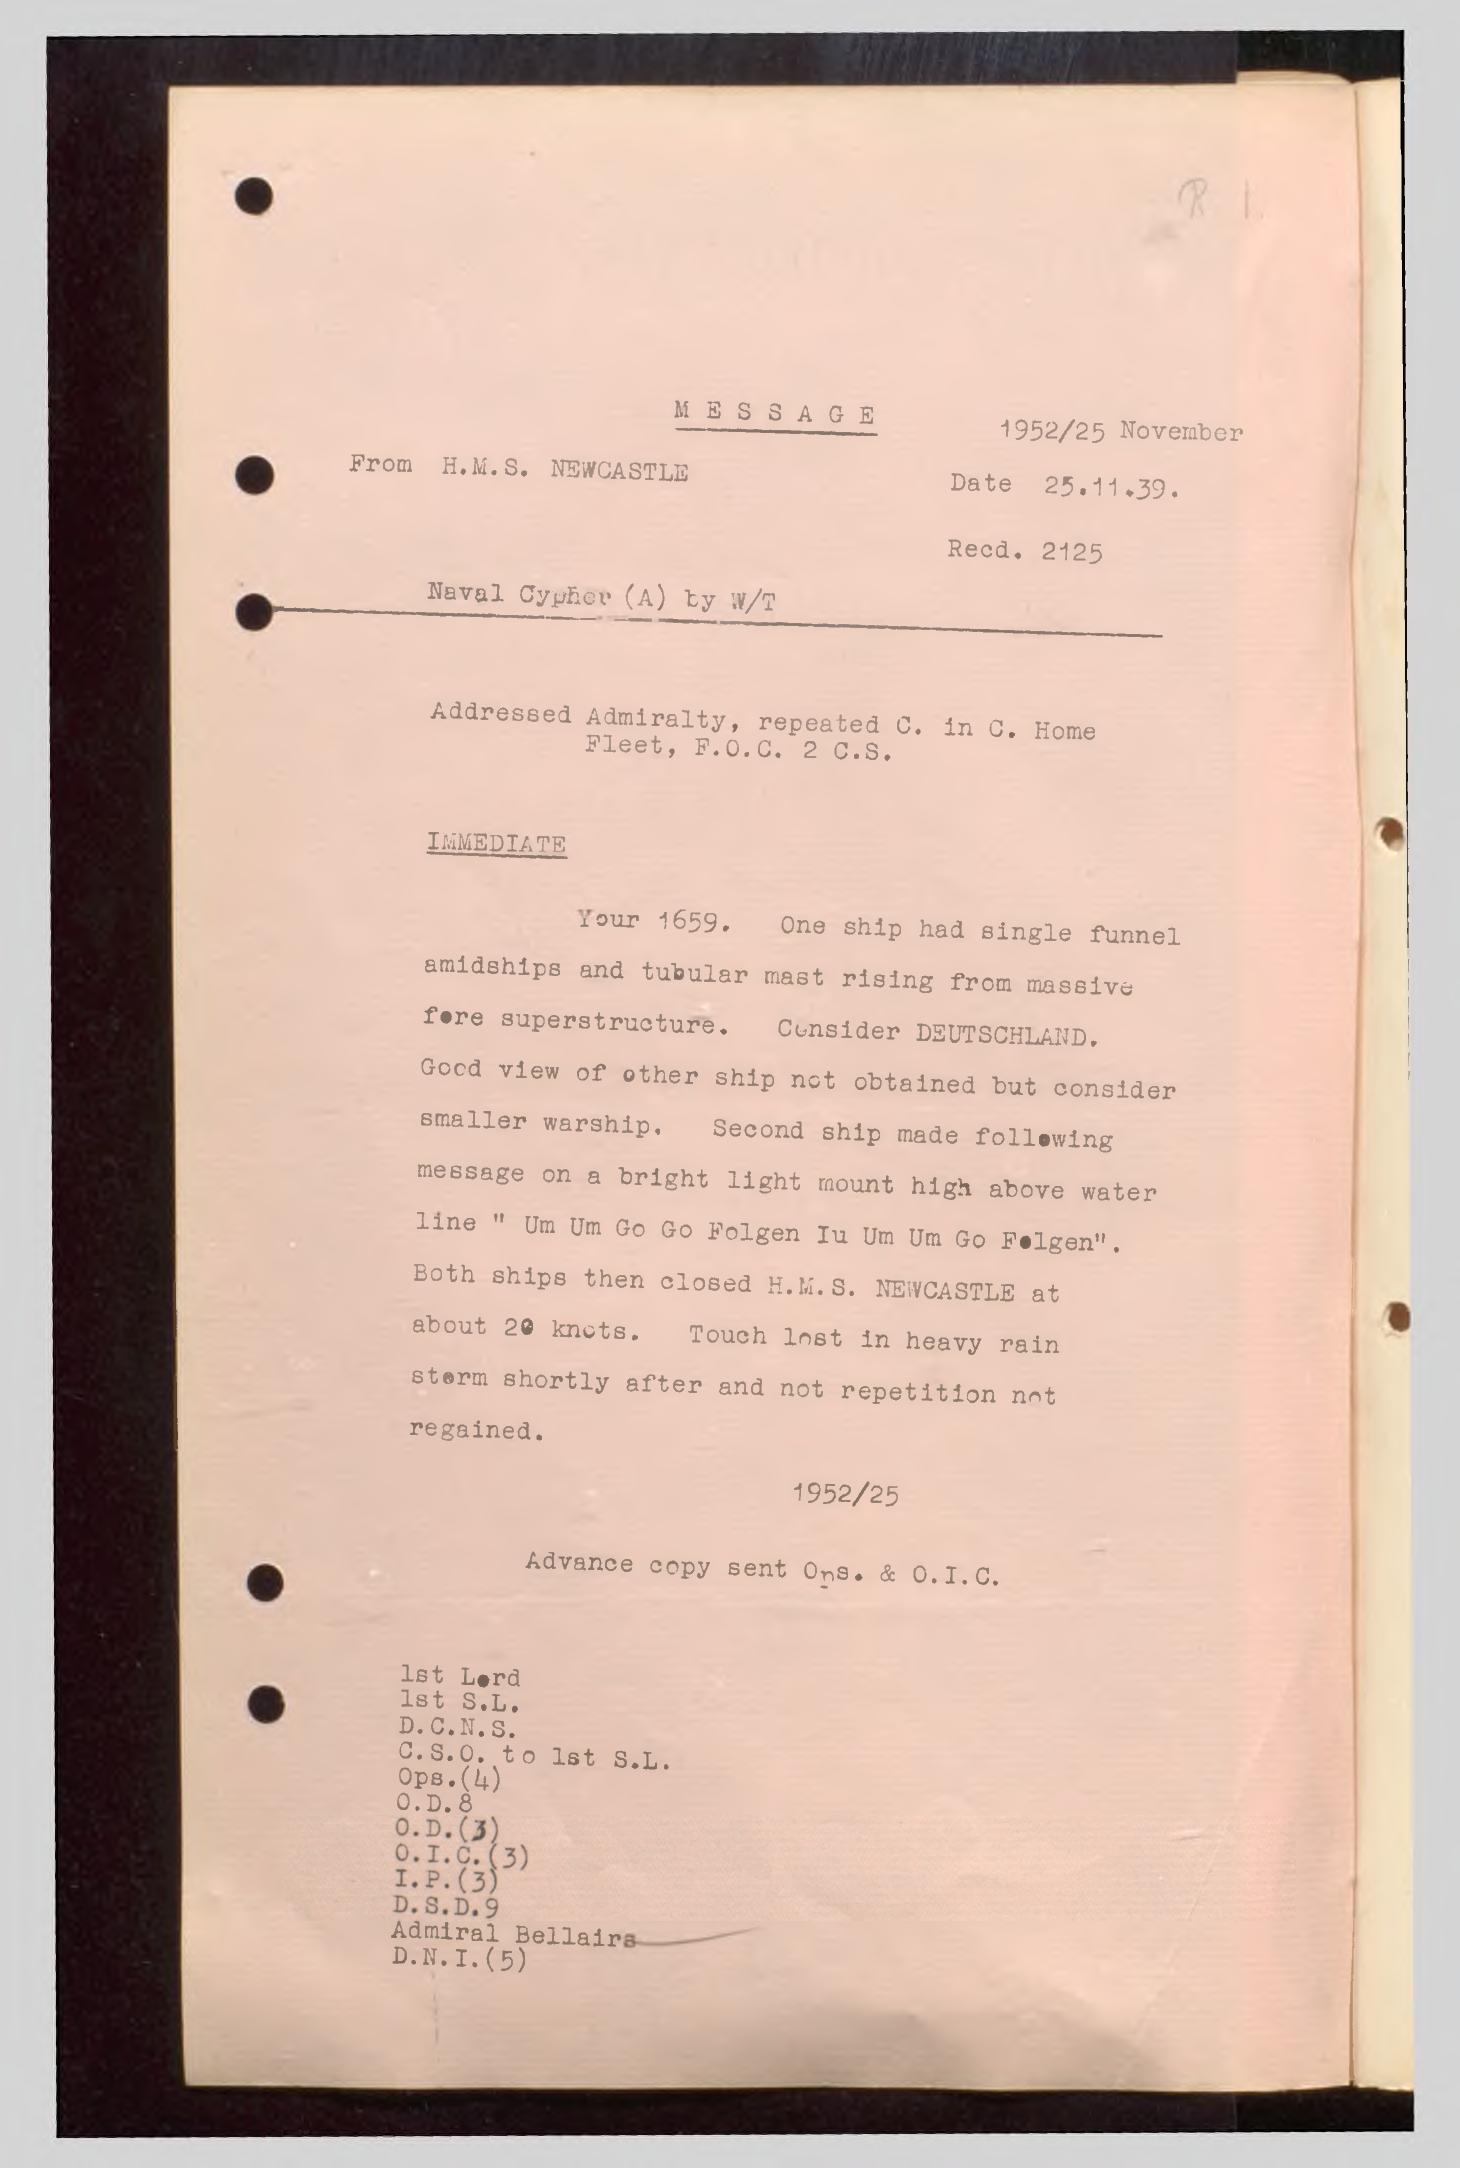 R 1.
M E S S A G E
1952/25 November
From H.M.S. NEWCASTLE
Date 25.11.39.
Recd. 2125
Naval Cypher (A) by W/T
Addressed Admiralty, repeated C. in C. Home
Fleet, F.O.C. 2 C.S.
IMMEDIATE
Your 1659. One ship had single funnel
amidships and tubular mast rising from massive
fore superstructure. Consider DEUTSCHLAND.
Good view of other ship not obtained but consider
smaller warship. Second ship made following
message on a bright light mount high above water
line " Um Um Go Go Folgen Iu Um Um Go Folgen".
Both ships then closed H.M.S. NEWCASTLE at
about 20 knots. Touch lost in heavy rain
storm shortly after and not repetition not
regained.
1952/25
Advance copy sent Ops. & O.I.C.
1st Lord
1st S.L.
D.C.N.S.
C.S.O. to 1st S.L.
Ops.(4)
O.D.8
O.D.(3)
O.I.C.(3)
I.P.(3)
D.S.D.9
Admiral Bellairs
D.N.I.(5)